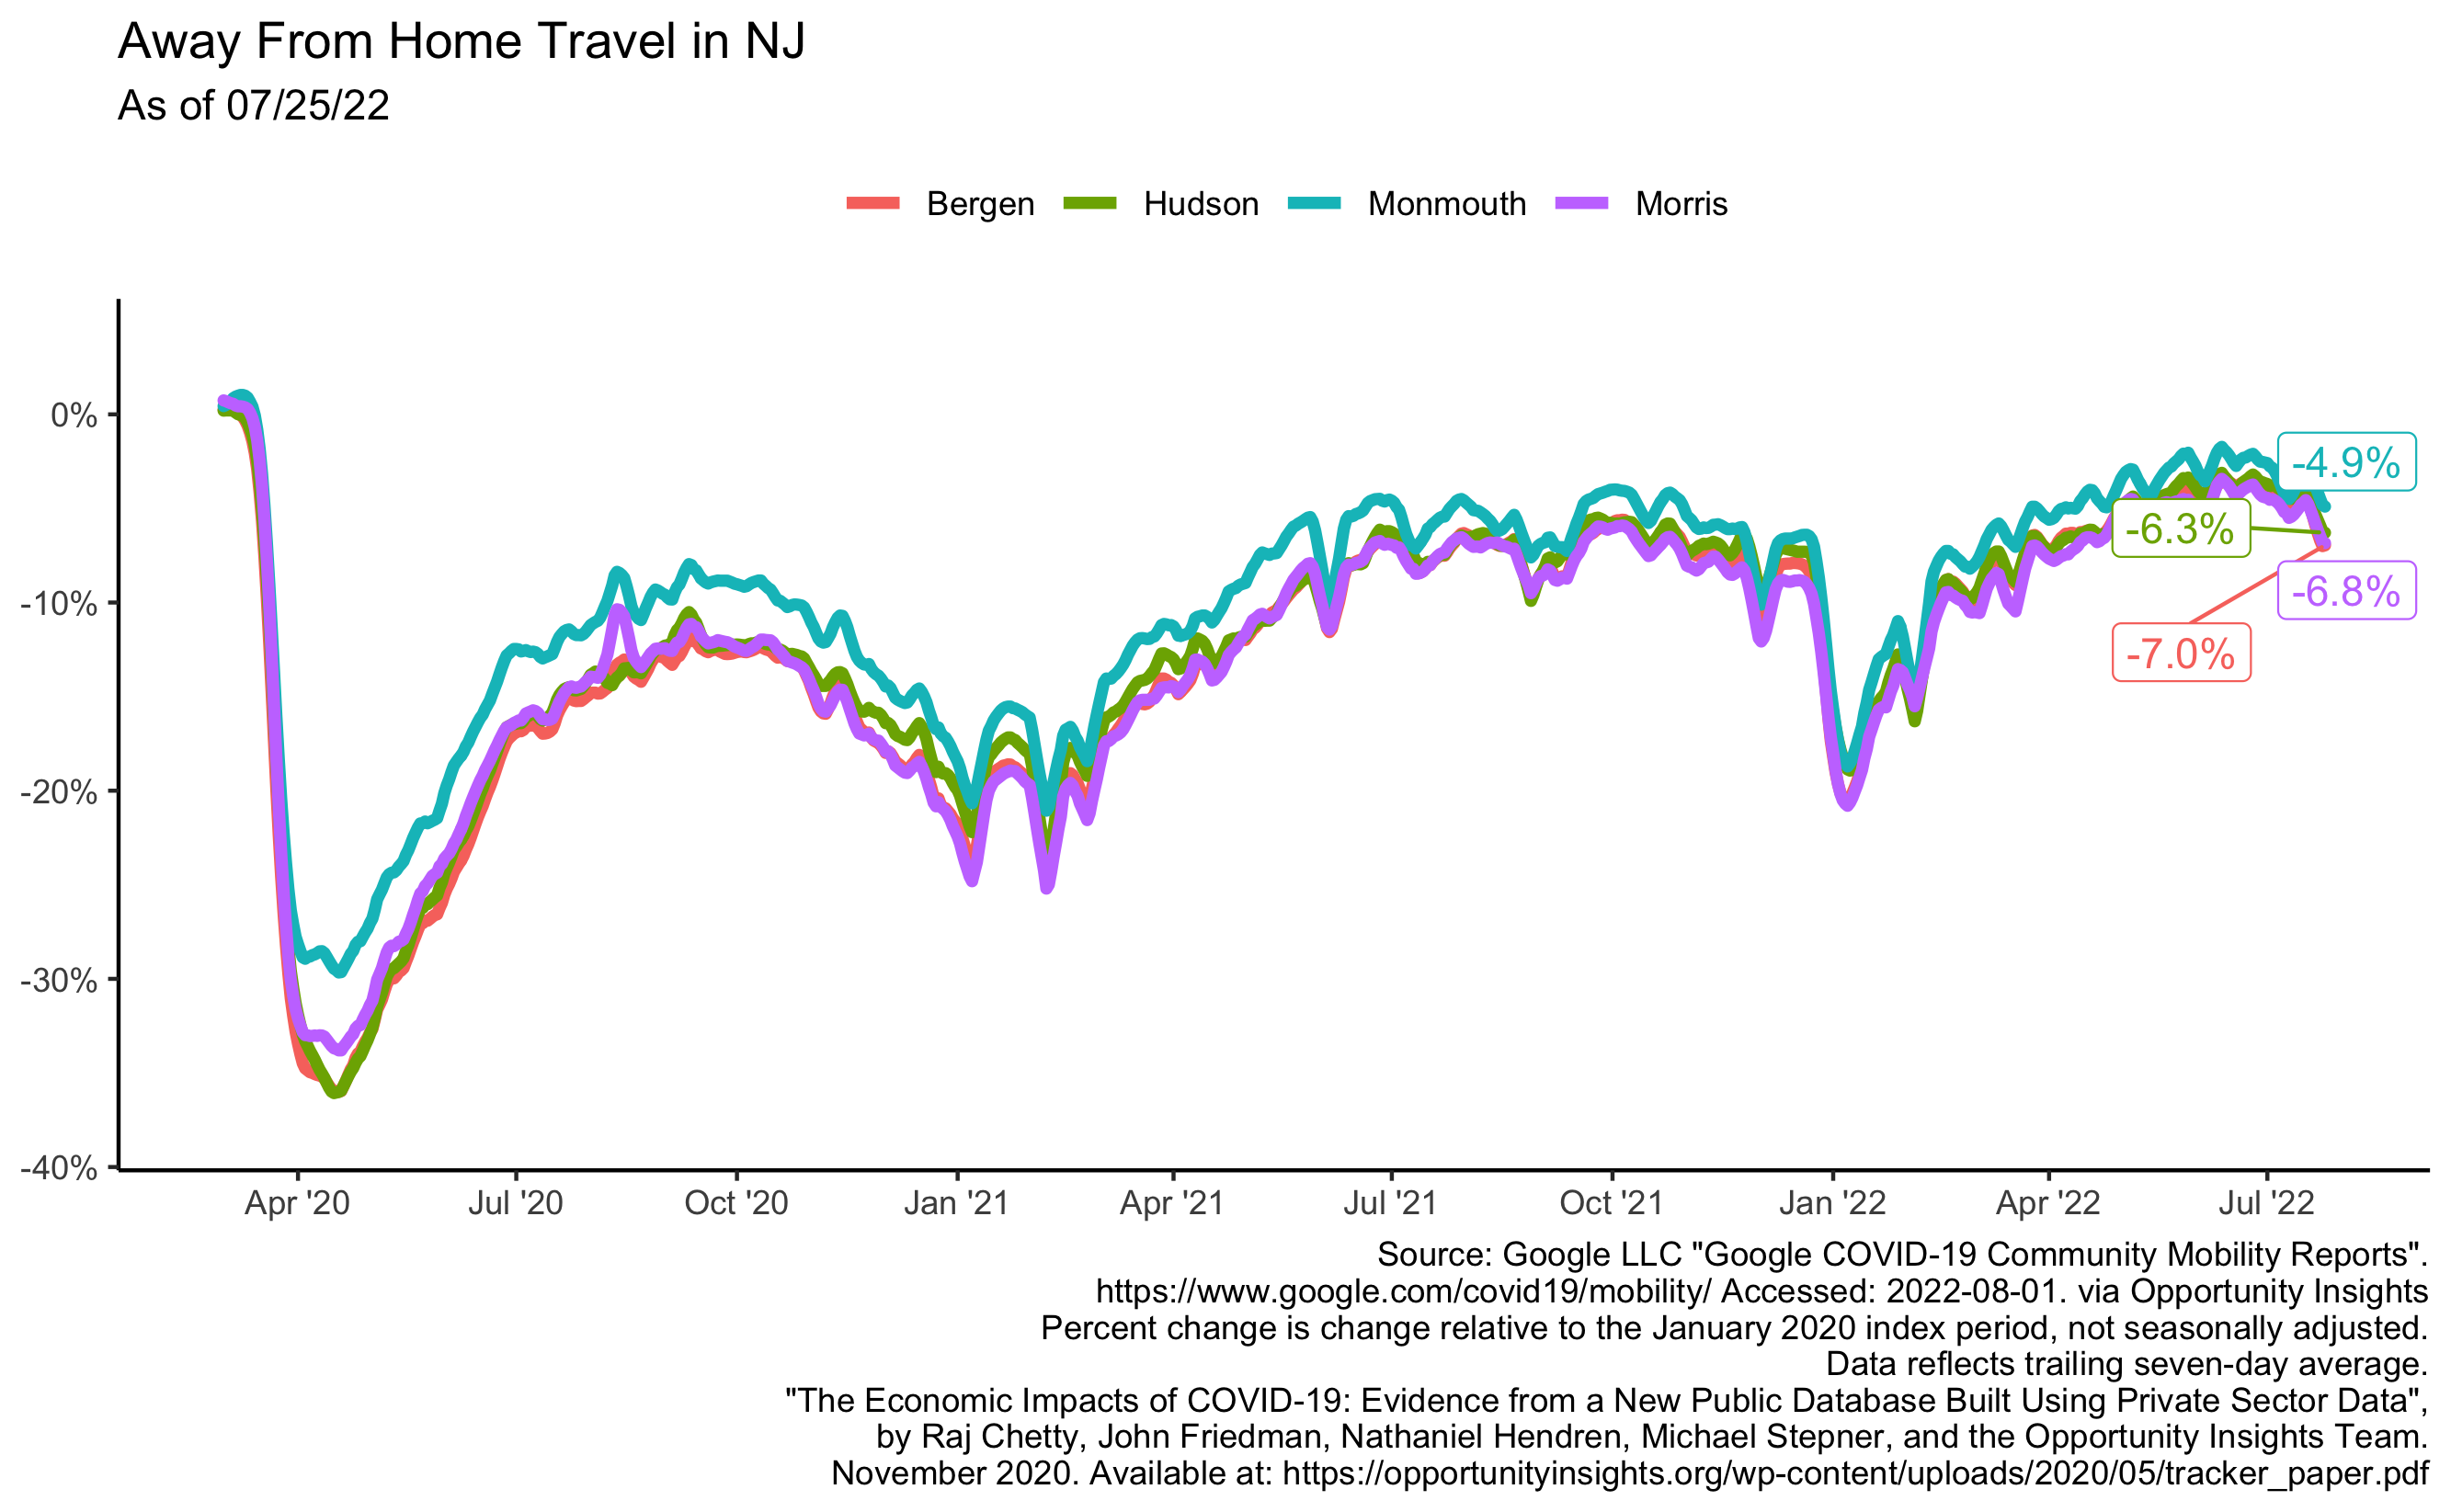 Away From Home Travel in NJ
As of 07/25/22
Bergen Hudson Monmouth Morris
0%
-10%
-20%
-30%
-40%
-4.9%
-6.3%
-6.8%
-7.0%
Apr '20 Jul '20 Oct '20 Jan '21 Apr '21 Jul '21 Oct '21 Jan '22 Apr '22 Jul '22
Source: Google LLC "Google COVID-19 Community Mobility Reports".
https://www.google.com/covid19/mobility/ Accessed: 2022-08-01. via Opportunity Insights
Percent change is change relative to the January 2020 index period, not seasonally adjusted.
Data reflects trailing seven-day average.
"The Economic Impacts of COVID-19: Evidence from a New Public Database Built Using Private Sector Data",
by Raj Chetty, John Friedman, Nathaniel Hendren, Michael Stepner, and the Opportunity Insights Team.
November 2020. Available at: https://opportunityinsights.org/wp-content/uploads/2020/05/tracker_paper.pdf